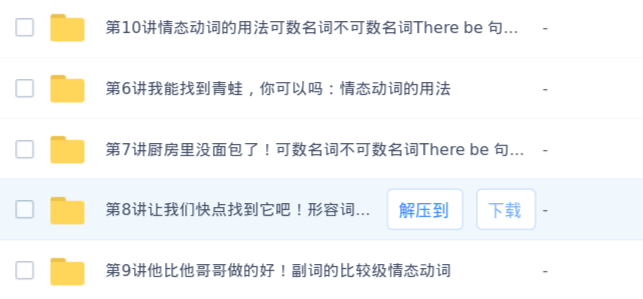 第10讲情态动词的用法可数名词不可数名词There be 句... -
第6讲我能找到青蛙，你可以吗：情态动词的用法 -
第7讲厨房里没面包了！可数名词不可数名词There be 句... -
第8讲让我们快点找到它吧！形容词... 解压到 下载 -
第9讲他比他哥哥做的好！副词的比较级情态动词 -